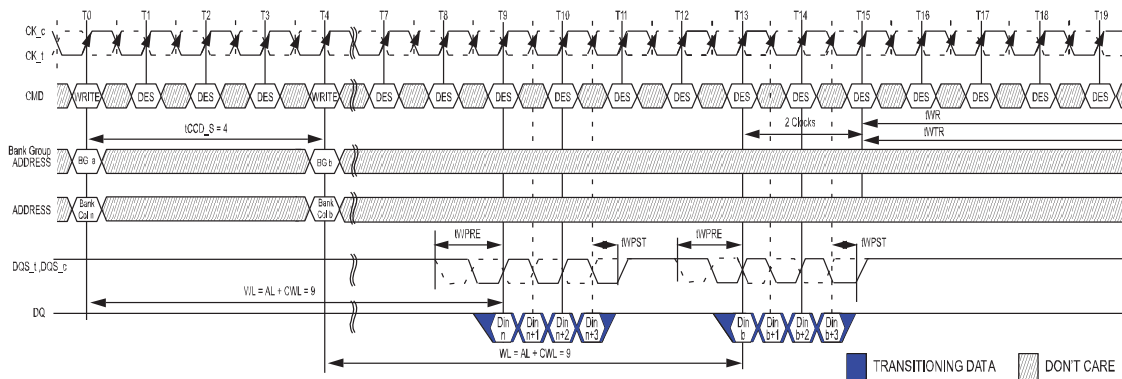 T0 T1 T2 T3 T4 T7 T8 T9 T10 T11 T12 T13 T14 T15 T16 T17 T18 T19
CK_c
CK_t
CMD WRITE DES DES DES WRITE DES DES DES DES DES DES DES DES DES DES DES DES DES
tCCD_S = 4
2 Clocks
tWR
tWTR
Bank Group
ADDRESS
BG a
BG b
ADDRESS
Bank
Col n
Bank
Col b
tWPRE
tWPST
tWPRE
tWPST
DQS_t ,DQS_c
WL = AL + CWL = 9
DQ
Din
n
Din
n+1
Din
n+2
Din
n+3
Din
b
Din
b+1
Din
b+2
Din
b+3
WL = AL + CWL = 9
TRANSITIONING DATA
DON'T CARE